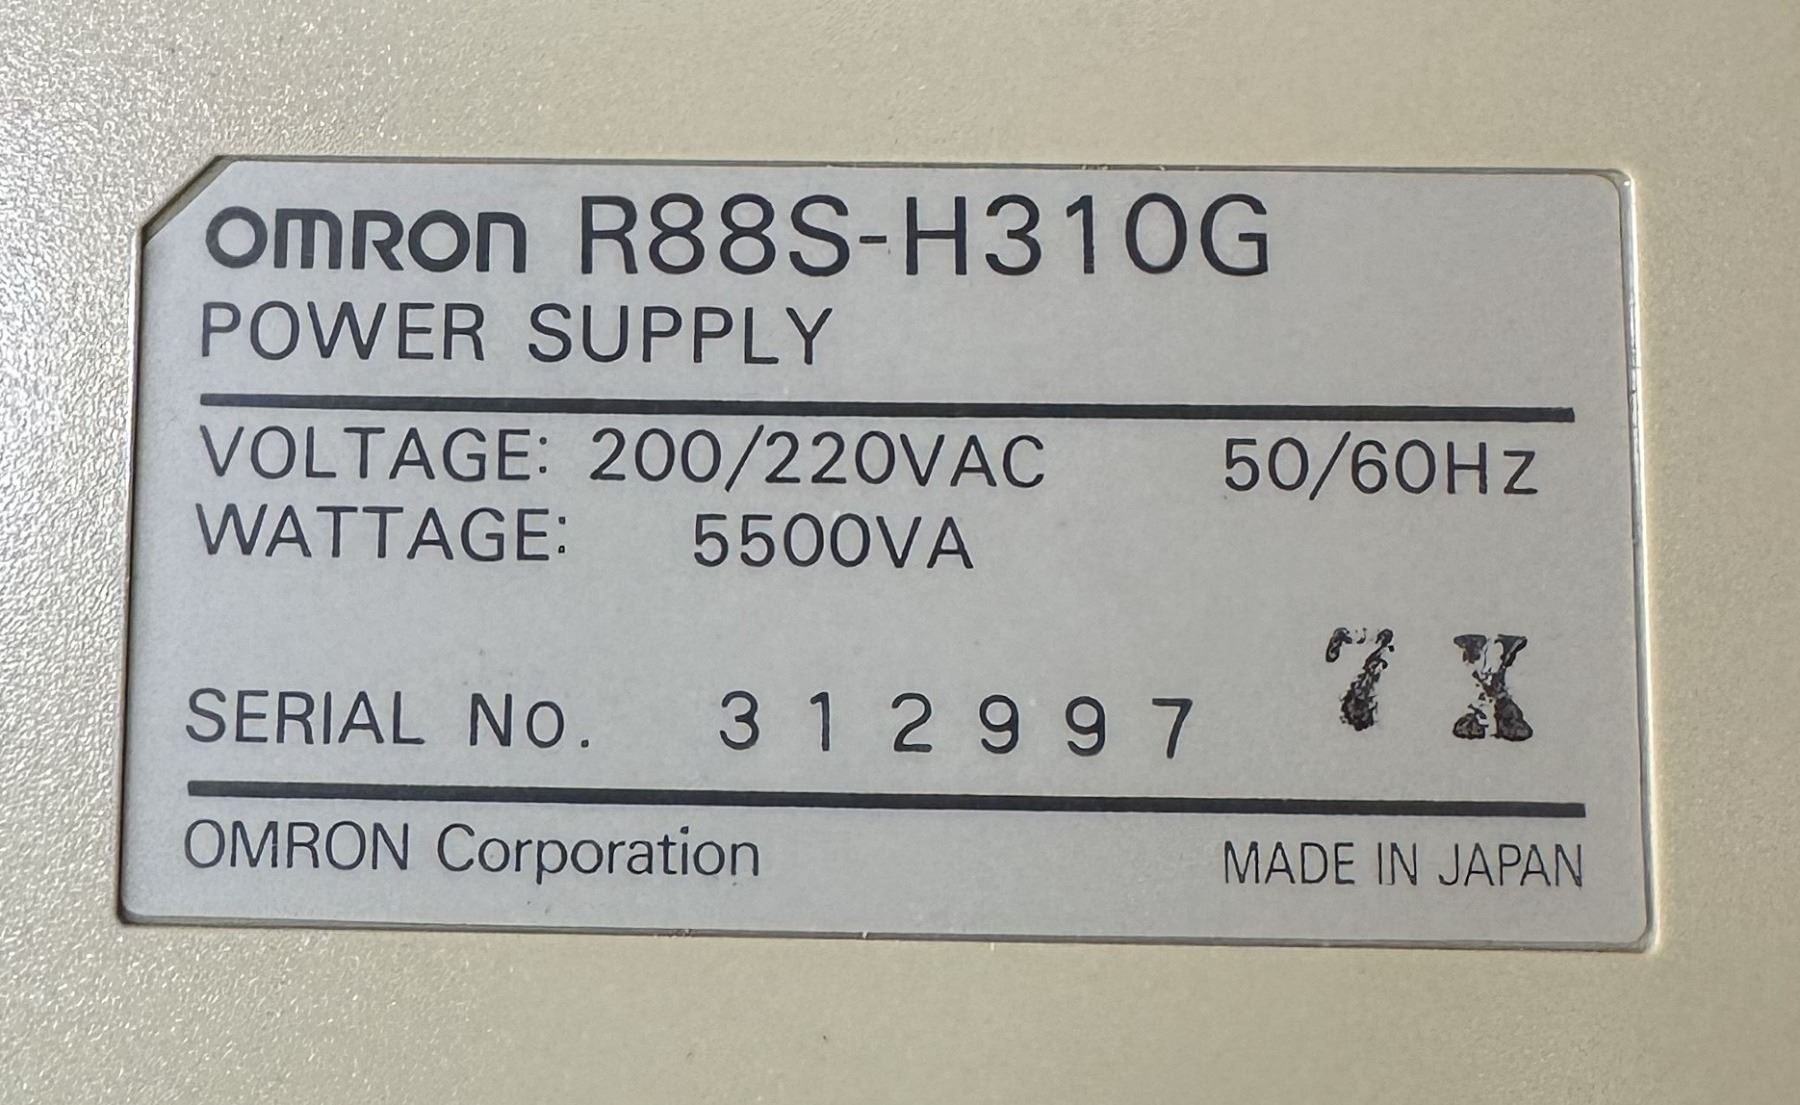 OMRON R88S-H310G
POWER SUPPLY
VOLTAGE: 200/220VAC 50/60Hz
WATTAGE: 5500VA
7 X
SERIAL No. 312997
OMRON Corporation MADE IN JAPAN